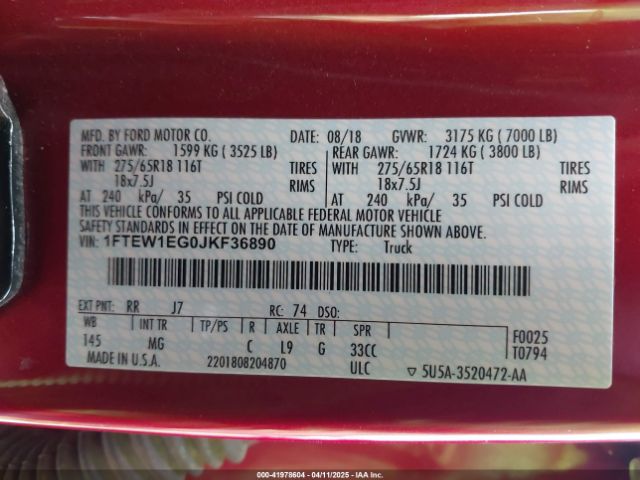 MFD. BY FORD MOTOR CO. DATE: 08/18 GVWR: 3175 KG ( 7000 LB)
FRONT GAWR: 1599 KG ( 3525 LB) REAR GAWR: 1724 KG ( 3800 LB)
WITH 275/65R18 116T TIRES WITH 275/65R18 116T TIRES
18x7.5J RIMS 18x7.5J RIMS
AT 240 kPa/ 35 PSI COLD AT 240 kPa/ 35 PSI COLD
THIS VEHICLE CONFORMS TO ALL APPLICABLE FEDERAL MOTOR VEHICLE
SAFETY STANDARDS IN EFFECT ON THE DATE OF MANUFACTURE SHOWN ABOVE.
VIN: 1FTEW1EG0JKF36890 TYPE: Truck
EXT PNT: RR J7 RC: 74 DSO:
WB INT TR TP/PS R AXLE TR SPR F0025
145 MG C L9 G 33CC T0794
MADE IN U.S.A. 2201808204870 ULC ▽ 5U5A-3520472-AA
000-41978604 - 04/11/2025 - IAA Inc.